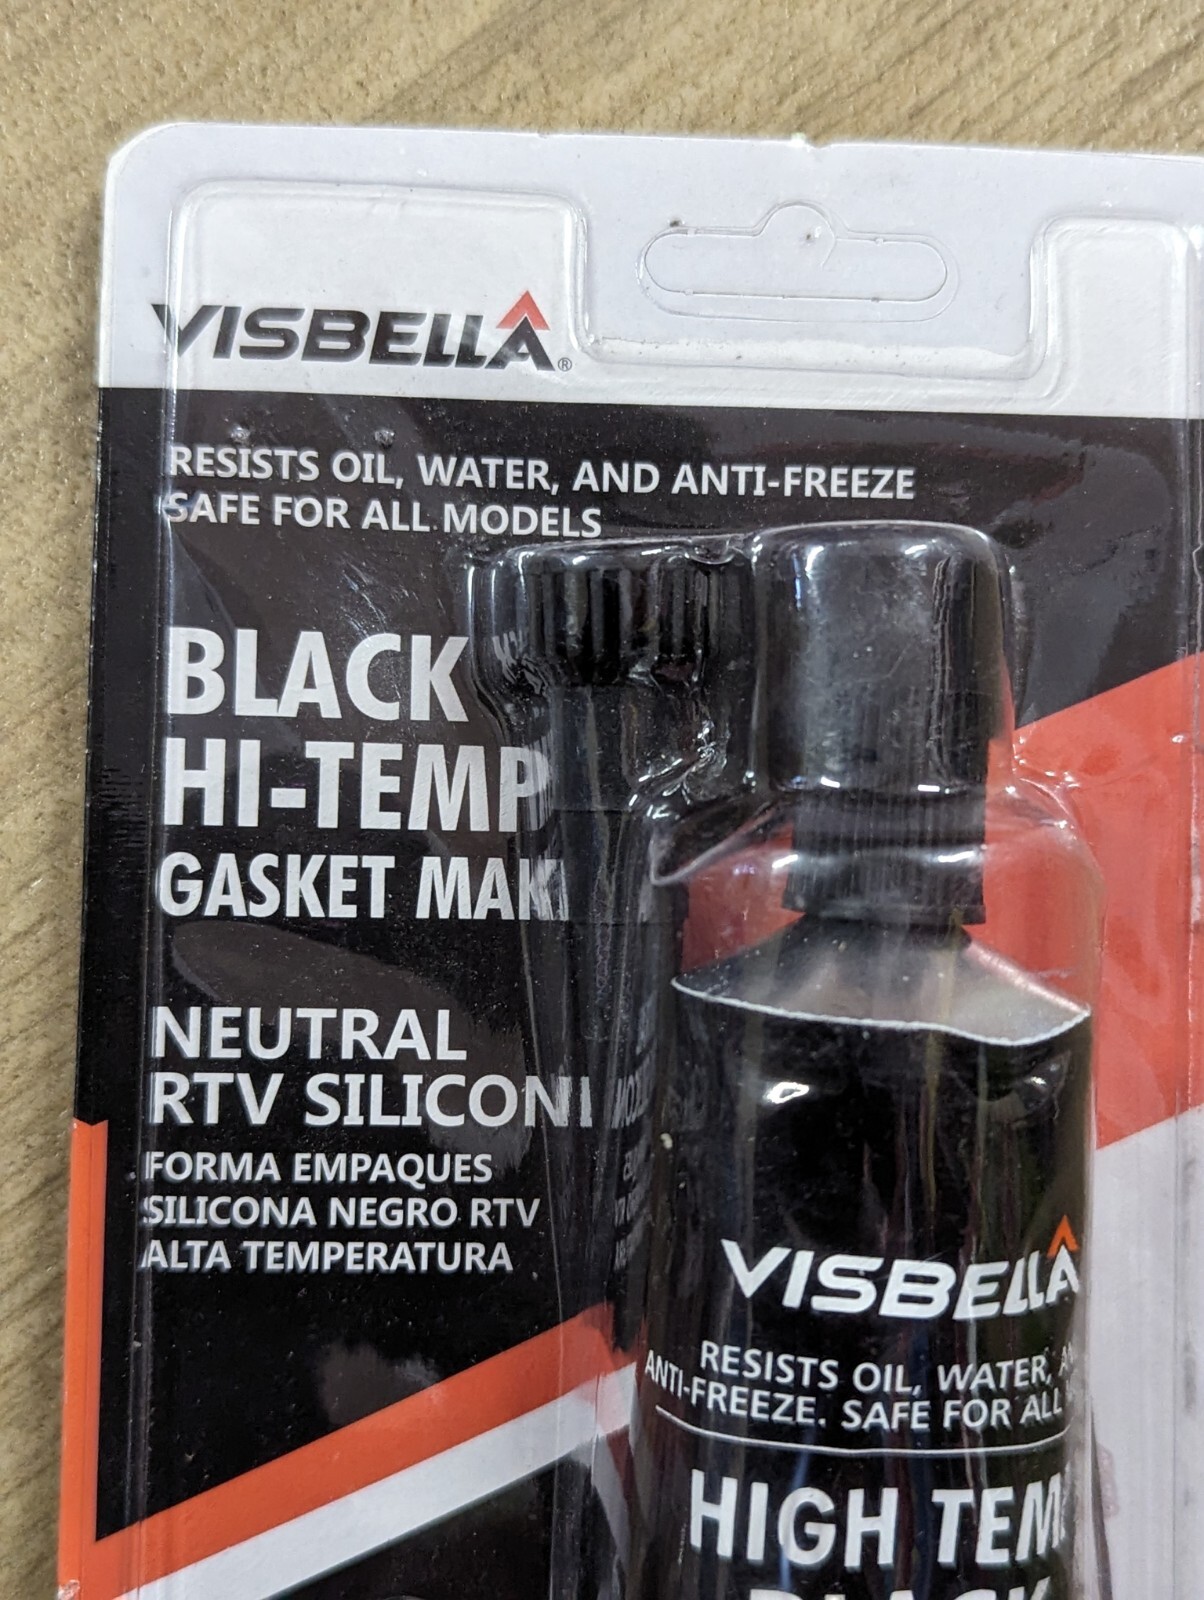 VISBELLA®
RESISTS OIL, WATER, AND ANTI-FREEZE
SAFE FOR ALL MODELS
BLACK
HI-TEMP
GASKET MAK
NEUTRAL
RTV SILICON
FORMA EMPAQUES
SILICONA NEGRO RTV
ALTA TEMPERATURA
VISBELLA
RESISTS OIL, WATER,
ANTI-FREEZE. SAFE FOR ALL
HIGH TEM
BLACK